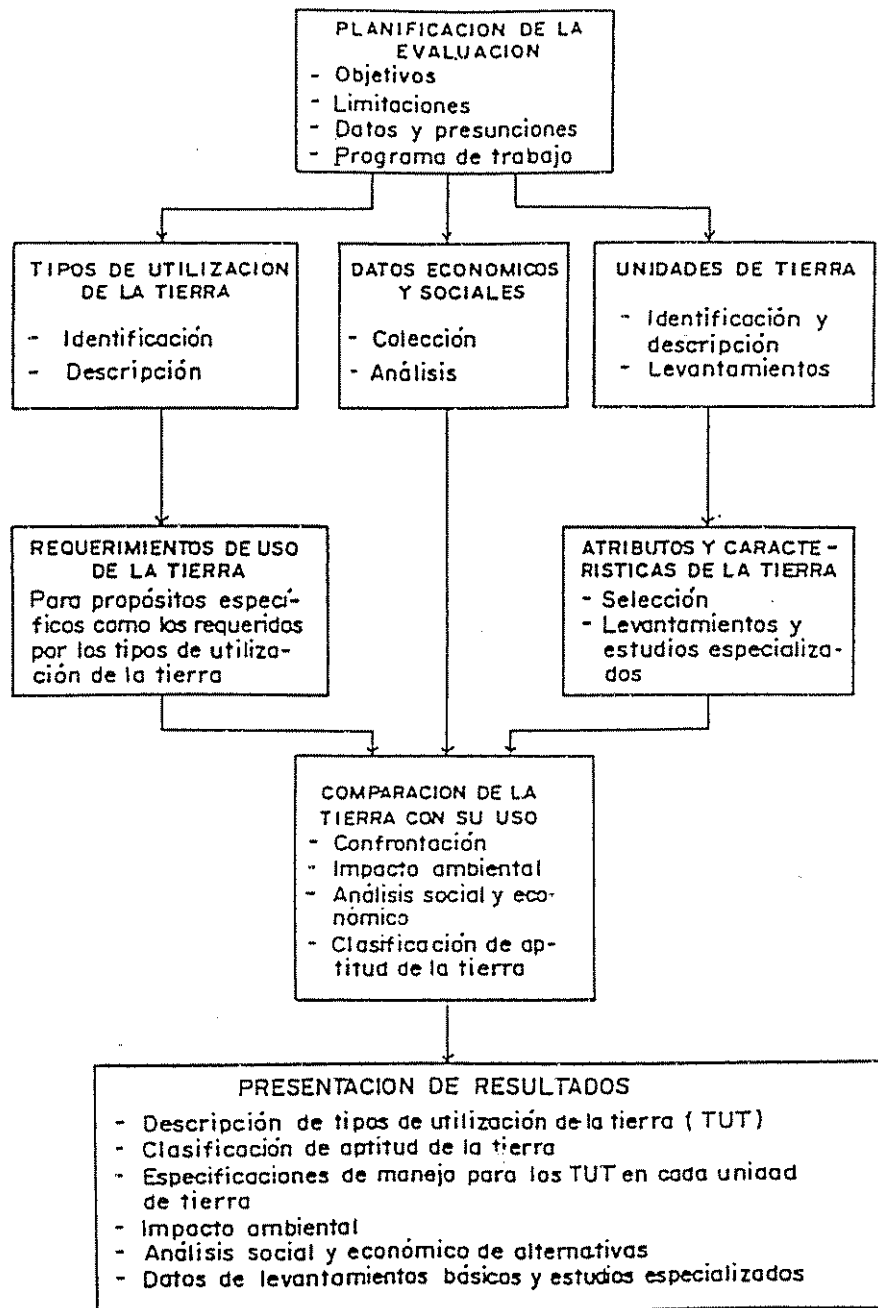 PLANIFICACION DE LA
EVALUACION
- Objetivos
- Limitaciones
- Datos y presunciones
- Programa de trabajo
TIPOS DE UTILIZACION
DE LA TIERRA
- Identificación
- Descripción
DATOS ECONOMICOS
Y SOCIALES
- Colección
- Análisis
UNIDADES DE TIERRA
- Identificación y
descripción
- Levantamientos
REQUERIMIENTOS DE USO
DE LA TIERRA
Para propósitos especí-
ficos como los requeridos
por los tipos de utiliza-
ción de la tierra
ATRIBUTOS Y CARACTE-
RISTICAS DE LA TIERRA
- Selección
- Levantamientos y
estudios especializa-
dos
COMPARACION DE LA
TIERRA CON SU USO
- Confrontación
- Impacto ambiental
- Análisis social y eco-
nómico
- Clasificación de ap-
titud de la tierra
PRESENTACION DE RESULTADOS
- Descripción de tipos de utilización de la tierra (TUT)
- Clasificación de aptitud de la tierra
- Especificaciones de manejo para los TUT en cada unidad
de tierra
- Impacto ambiental
- Análisis social y económico de alternativas
- Datos de levantamientos básicos y estudios especializados